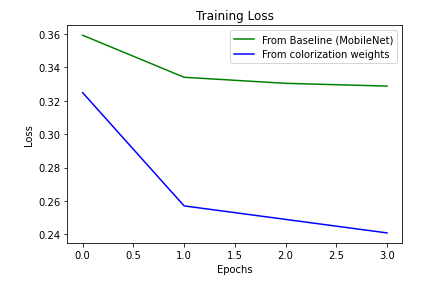 Training Loss
From Baseline (MobileNet)
From colorization weights
Loss
0.36
0.34
0.32
0.30
0.28
0.26
0.24
0.0 0.5 1.0 1.5 2.0 2.5 3.0
Epochs